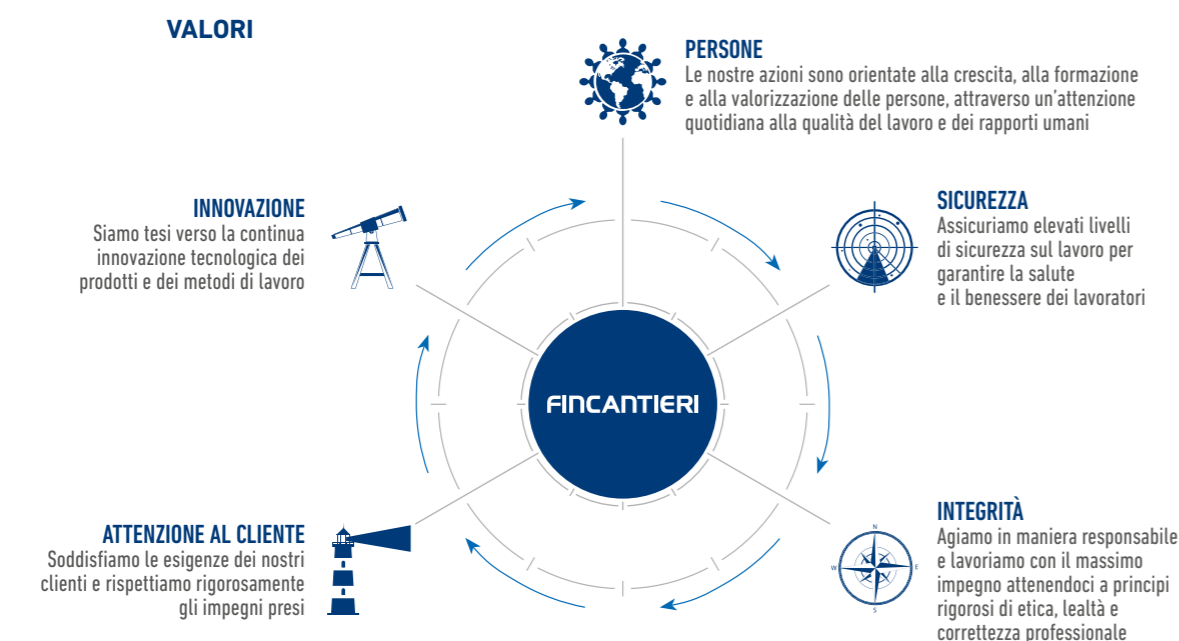 VALORI
PERSONE
Le nostre azioni sono orientate alla crescita, alla formazione
e alla valorizzazione delle persone, attraverso un'attenzione
quotidiana alla qualità del lavoro e dei rapporti umani
INNOVAZIONE
Siamo tesi verso la continua
innovazione tecnologica dei
prodotti e dei metodi di lavoro
SICUREZZA
Assicuriamo elevati livelli
di sicurezza sul lavoro per
garantire la salute
e il benessere dei lavoratori
FINCANTIERI
ATTENZIONE AL CLIENTE
Soddisfiamo le esigenze dei nostri
clienti e rispettiamo rigorosamente
gli impegni presi
N
W
E
S
INTEGRITÀ
Agiamo in maniera responsabile
e lavoriamo con il massimo
impegno attenendoci a principi
rigorosi di etica, lealtà e
correttezza professionale